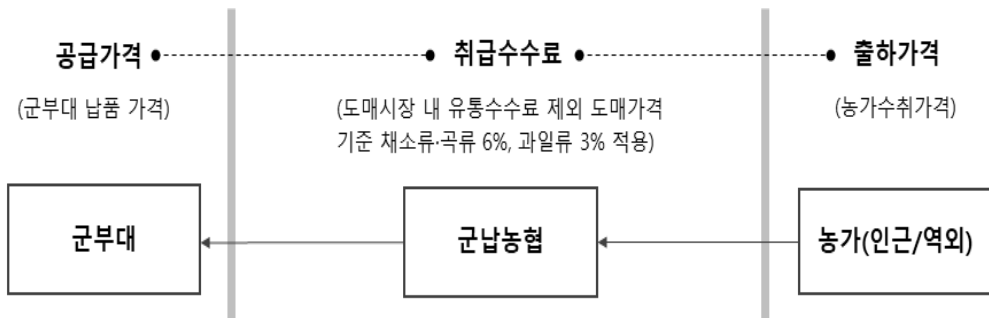 공급가격 취급수수료 출하가격
(군부대 납품 가격) (도매시장 내 유통수수료 제외 도매가격 (농가수취가격)
기준 채소류·곡류 6%, 과일류 3% 적용)
군부대 군납농협 농가(인근/역외)